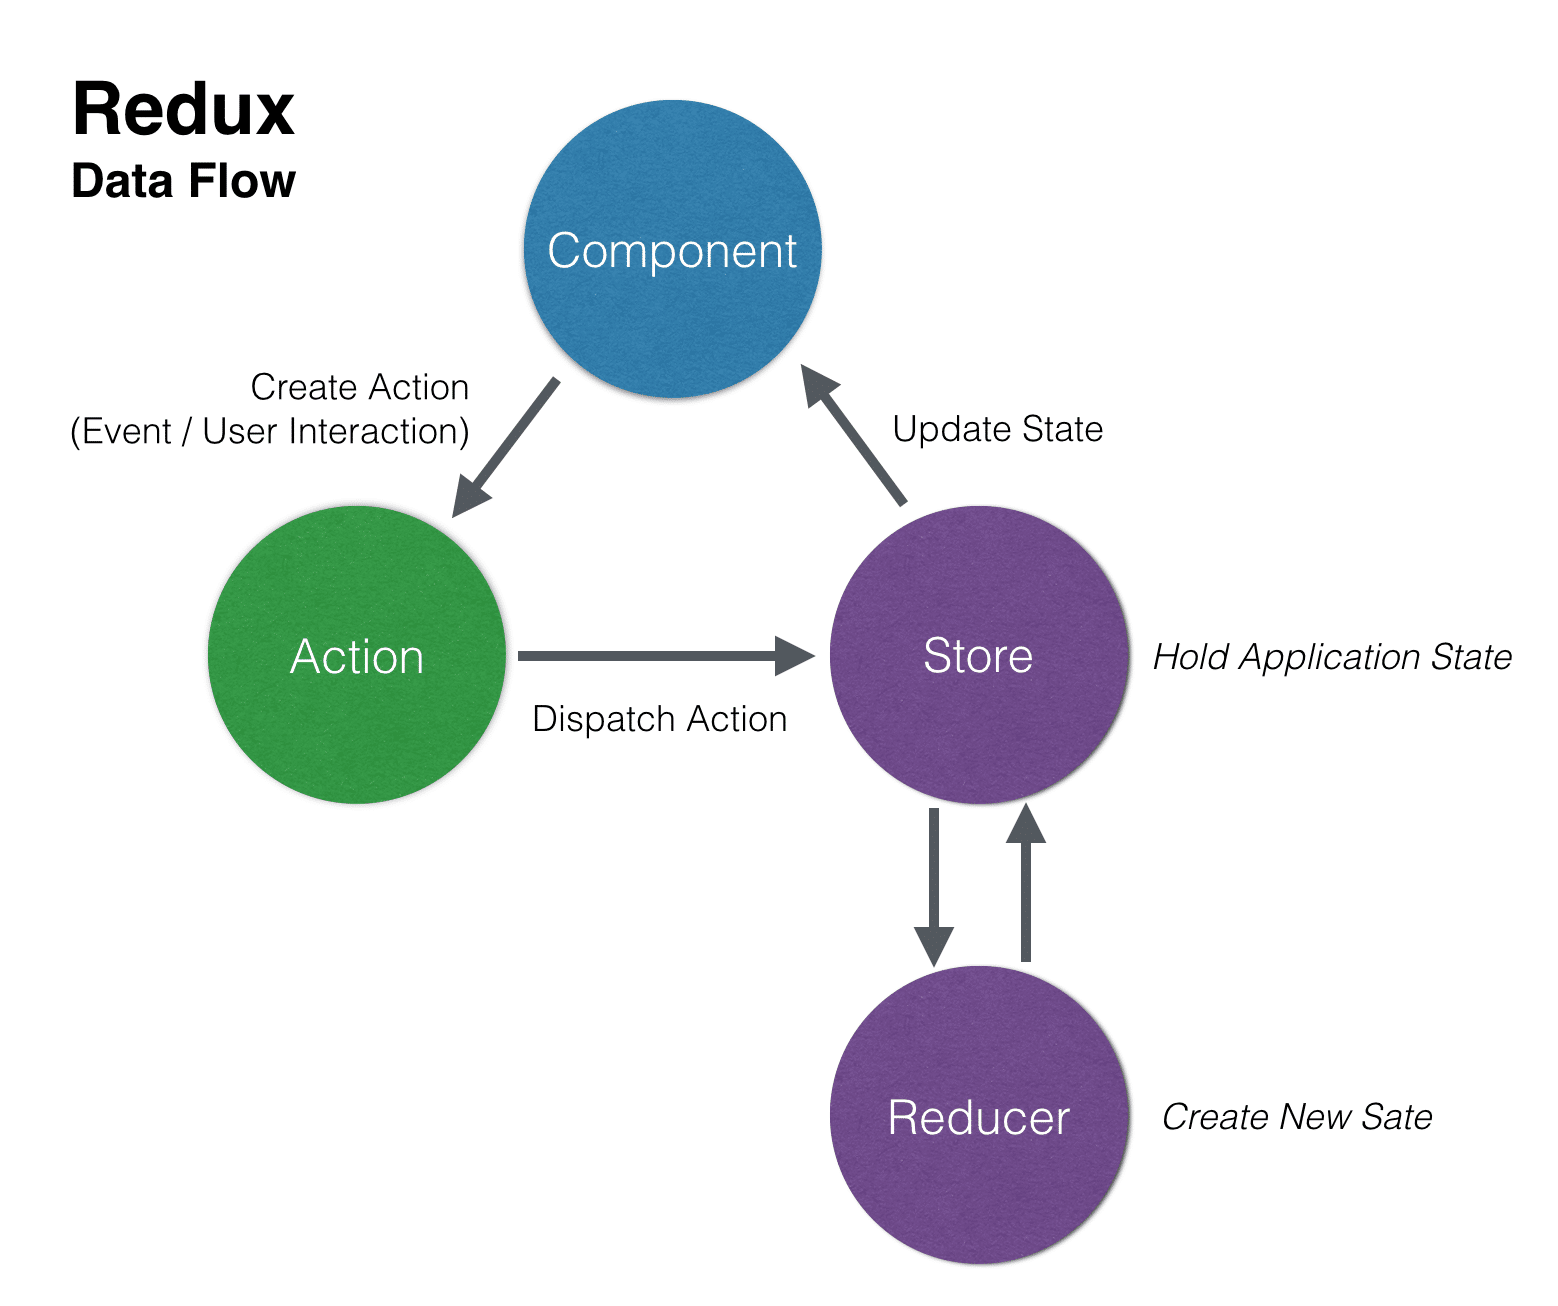 Redux
Data Flow
Component
Create Action
(Event / User Interaction)
Update State
Action
Store
Hold Application State
Dispatch Action
Reducer
Create New Sate